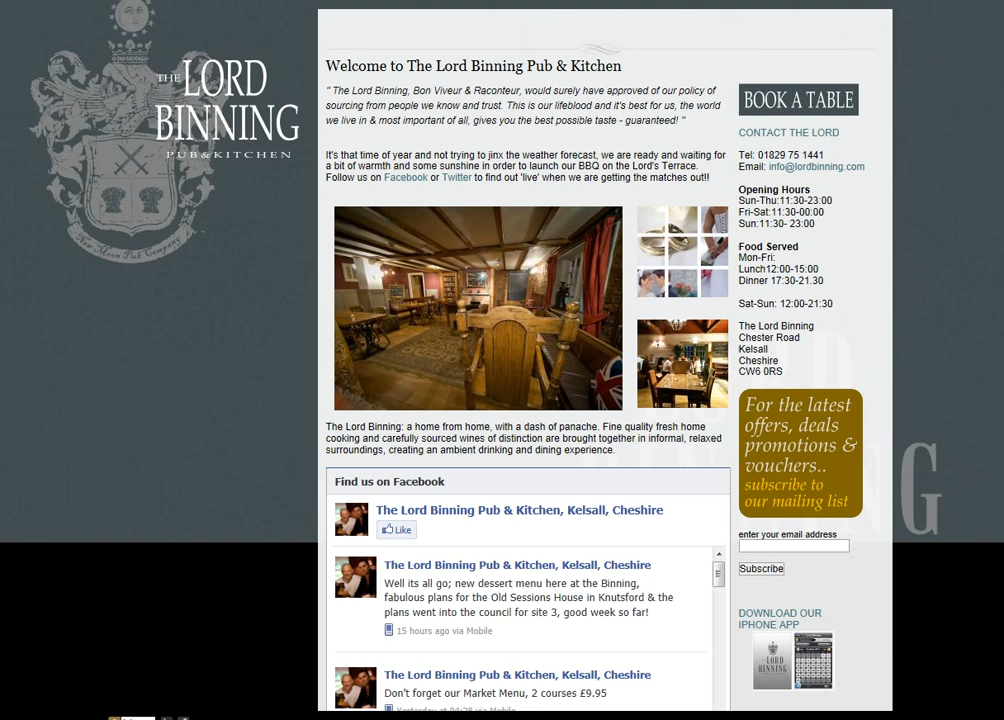 THE LORD
BINNING
PUB & KITCHEN
New Moon Pub Company
Welcome to The Lord Binning Pub & Kitchen
" The Lord Binning, Bon Viveur & Raconteur, would surely have approved of our policy of
sourcing from people we know and trust. This is our lifeblood and it's best for us, the world
we live in & most important of all, gives you the best possible taste - guaranteed! "
It's that time of year and not trying to jinx the weather forecast, we are ready and waiting for
a bit of warmth and some sunshine in order to launch our BBQ on the Lord's Terrace.
Follow us on Facebook or Twitter to find out 'live' when we are getting the matches out!!
The Lord Binning: a home from home, with a dash of panache. Fine quality fresh home
cooking and carefully sourced wines of distinction are brought together in informal, relaxed
surroundings, creating an ambient drinking and dining experience.
Find us on Facebook
The Lord Binning Pub & Kitchen, Kelsall, Cheshire
Like
The Lord Binning Pub & Kitchen, Kelsall, Cheshire
Well its all go; new dessert menu here at the Binning,
fabulous plans for the Old Sessions House in Knutsford & the
plans went into the council for site 3, good week so far!
15 hours ago via Mobile
The Lord Binning Pub & Kitchen, Kelsall, Cheshire
Don't forget our Market Menu, 2 courses £9.95
Yesterday at 04:28 via Mobile
BOOK A TABLE
CONTACT THE LORD
Tel: 01829 75 1441
Email: info@lordbinning.com
Opening Hours
Sun-Thu:11:30-23:00
Fri-Sat:11:30-00:00
Sun:11:30- 23:00
Food Served
Mon-Fri:
Lunch12:00-15:00
Dinner 17:30-21.30
Sat-Sun: 12:00-21:30
The Lord Binning
Chester Road
Kelsall
Cheshire
CW6 0RS
For the latest
offers, deals
promotions &
vouchers..
subscribe to
our mailing list
enter your email address
Subscribe
DOWNLOAD OUR
IPHONE APP
LORD
BINNING